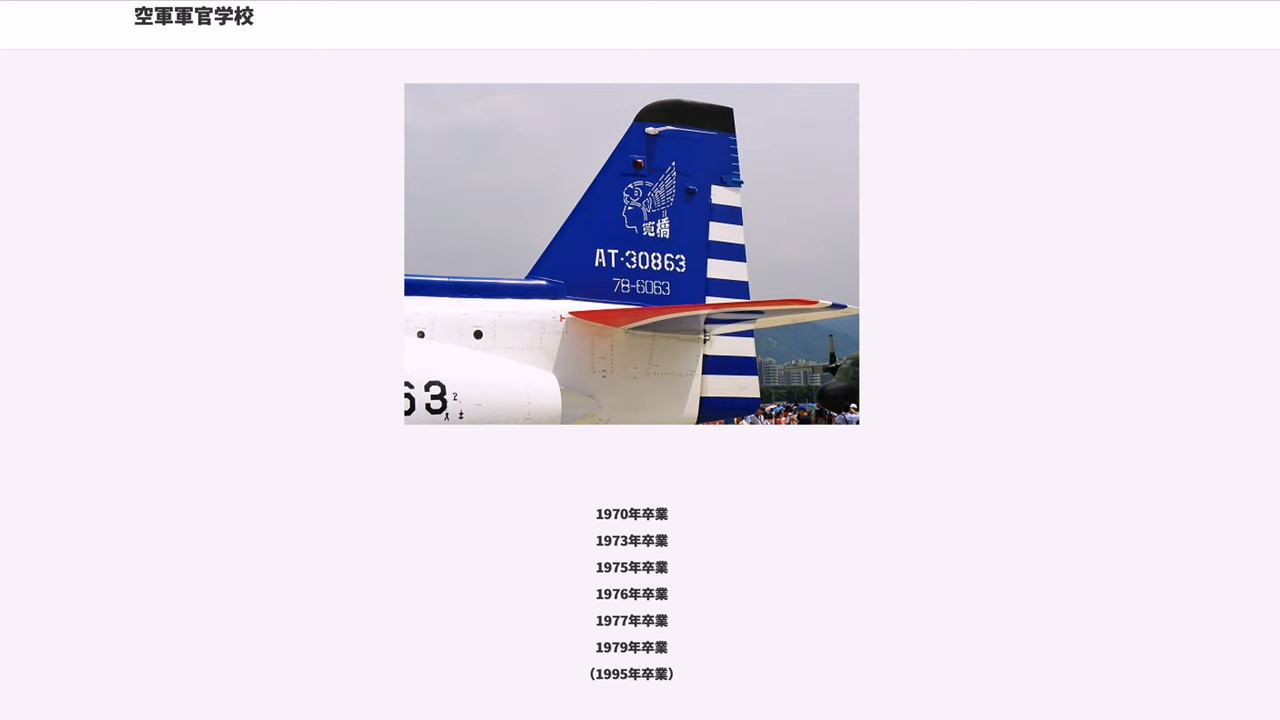 空軍軍官学校
筧橋
AT·30863
78-6063
63
2
1970年卒業
1973年卒業
1975年卒業
1976年卒業
1977年卒業
1979年卒業
（1995年卒業）